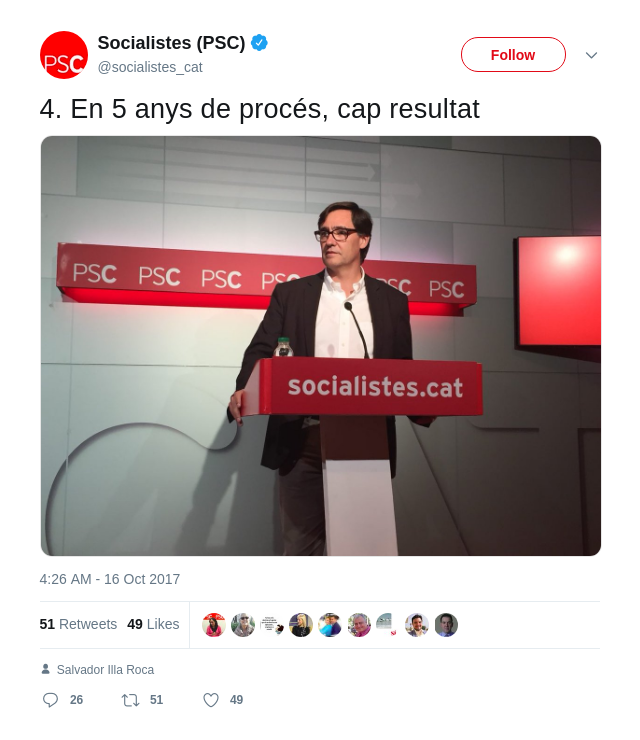 PSC
Socialistes (PSC)
@socialistes_cat
Follow
4. En 5 anys de procés, cap resultat
PSC PSC PSC PSC PSC PSC
socialistes.cat
4:26 AM - 16 Oct 2017
51 Retweets 49 Likes
Salvador Illa Roca
26 51 49